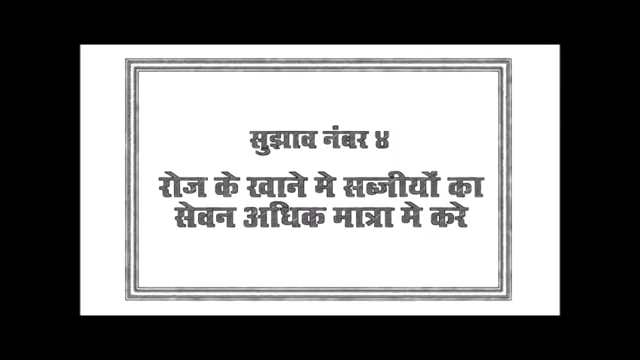 सुझाव नंबर ४
रोज के खाने मे सब्जीयों का
सेवन अधिक मात्रा मे करे